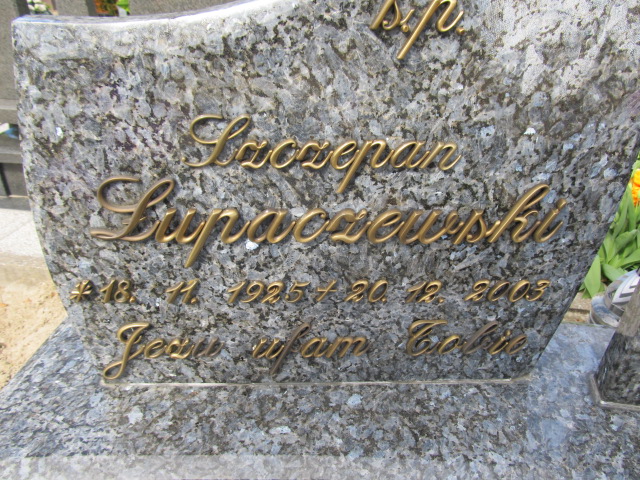 ś.p.
Szczepan
Łupaczewski
* 18. 11. 1925 + 20. 12. 2003
Jezu ufam Tobie